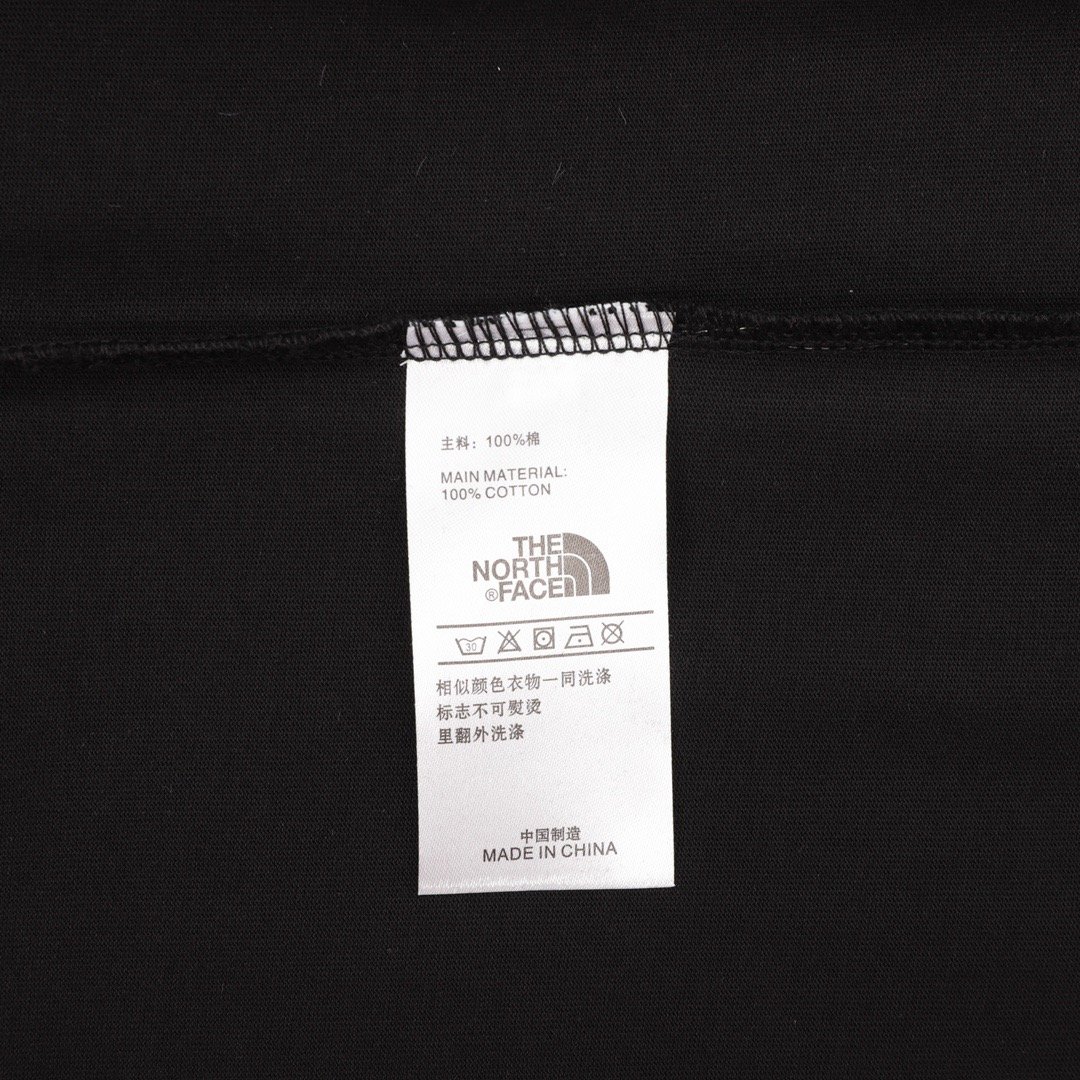 主料：100%棉
MAIN MATERIAL:
100% COTTON
THE
NORTH
®FACE
30
相似颜色衣物一同洗涤
标志不可熨烫
里翻外洗涤
中国制造
MADE IN CHINA